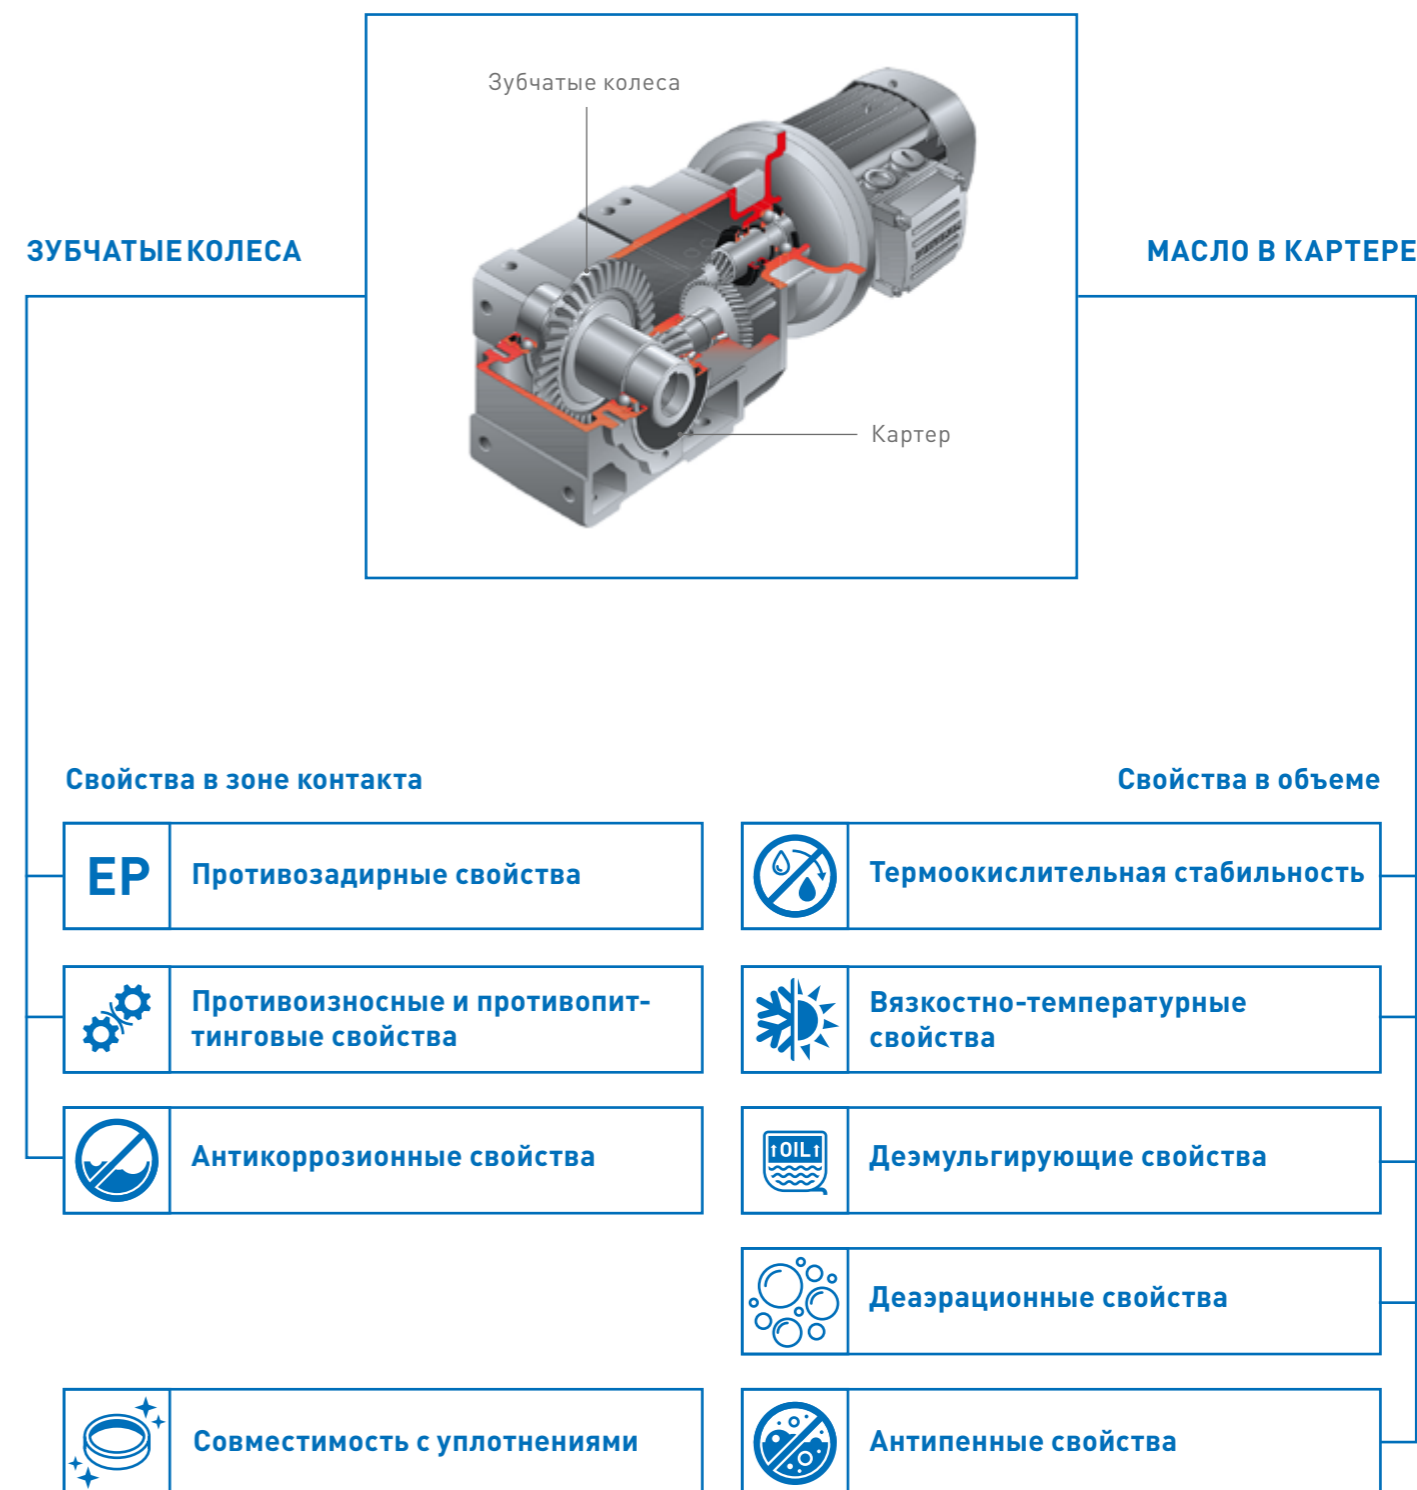 Зубчатые колеса
ЗУБЧАТЫЕ КОЛЕСА
МАСЛО В КАРТЕРЕ
Картер
Свойства в зоне контакта
EP
Противозадирные свойства
Противоизносные и противопит-
тинговые свойства
Антикоррозионные свойства
Совместимость с уплотнениями
Свойства в объеме
Термоокислительная стабильность
Вязкостно-температурные
свойства
↑OIL↑
Деэмульгирующие свойства
Деаэрационные свойства
Антипенные свойства